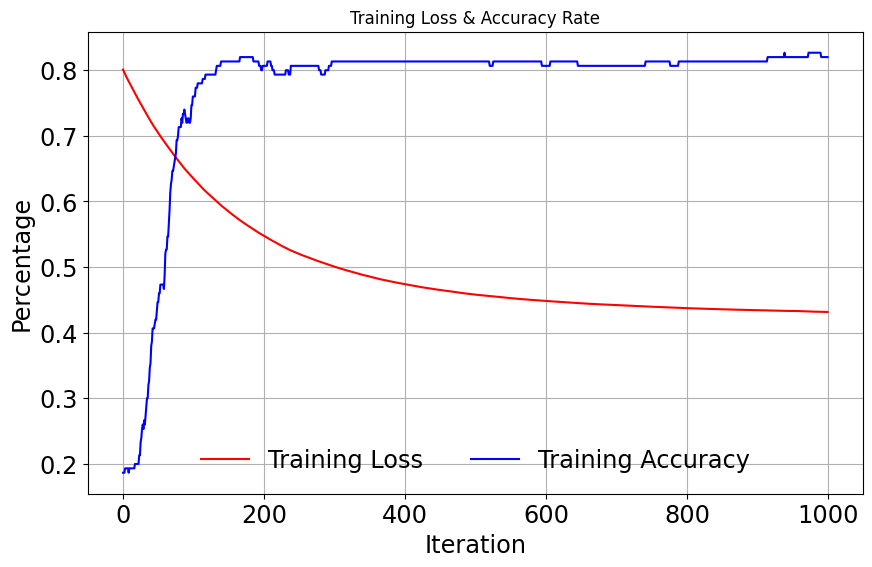 Training Loss & Accuracy Rate
Percentage
0.8
0.7
0.6
0.5
0.4
0.3
0.2
Training Loss Training Accuracy
0 200 400 600 800 1000
Iteration